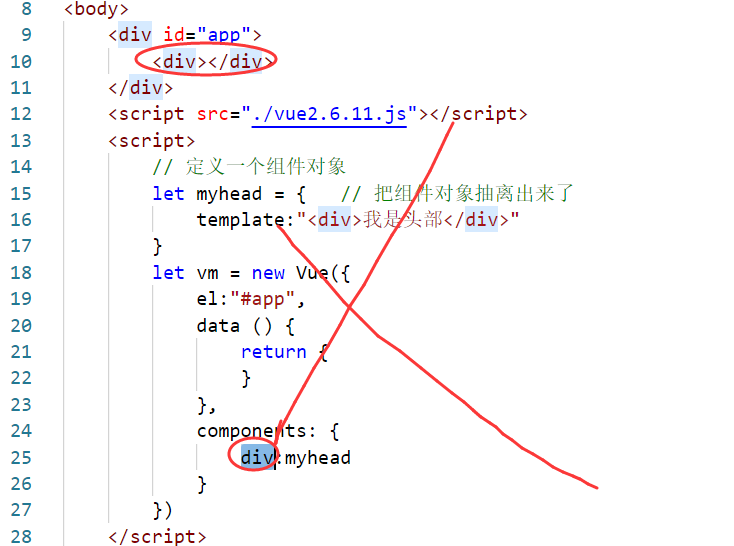 8 <body>
9 <div id="app">
10 <div></div>
11 </div>
12 <script src="./vue2.6.11.js"></script>
13 <script>
14 // 定义一个组件对象
15 let myhead = { // 把组件对象抽离出来了
16 template:"<div>我是头部</div>"
17 }
18 let vm = new Vue({
19 el:"#app",
20 data () {
21 return {
22 }
23 },
24 components: {
25 div:myhead
26 }
27 })
28 </script>